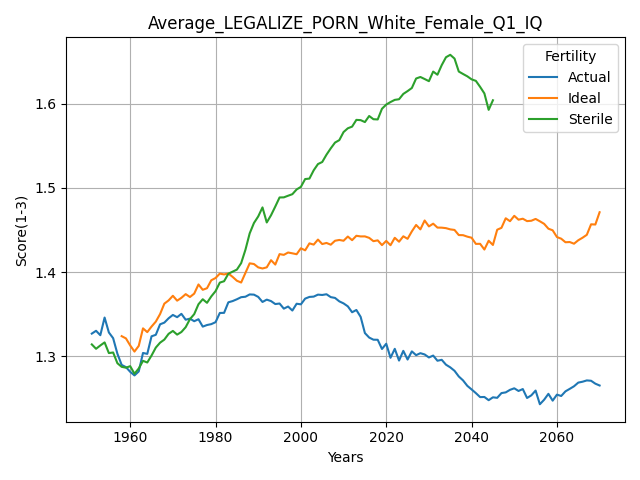 Average_LEGALIZE_PORN_White_Female_Q1_IQ
Fertility
Actual
Ideal
Sterile
Score(1-3)
1.6
1.5
1.4
1.3
1960 1980 2000 2020 2040 2060
Years